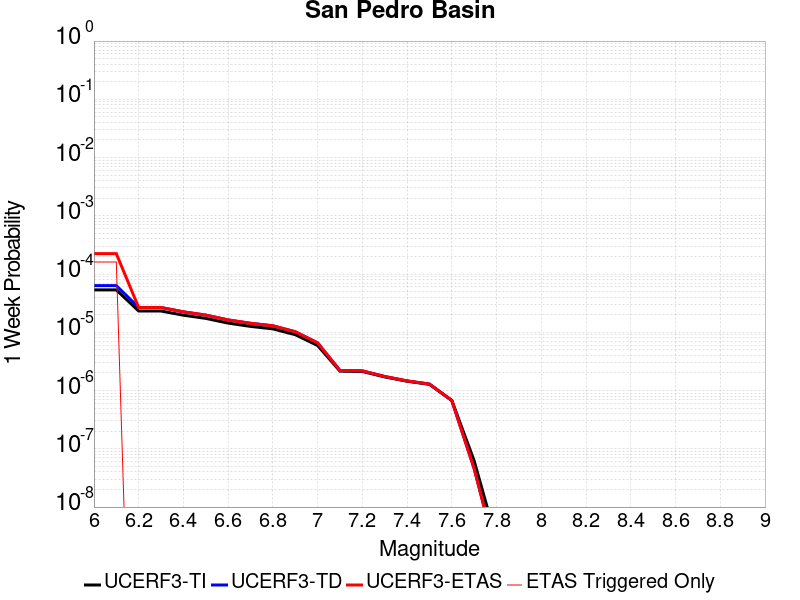 San Pedro Basin
10^0
10^-1
10^-2
10^-3
10^-4
10^-5
10^-6
10^-7
10^-8
1 Week Probability
6 6.2 6.4 6.6 6.8 7 7.2 7.4 7.6 7.8 8 8.2 8.4 8.6 8.8 9
Magnitude
UCERF3-TI UCERF3-TD UCERF3-ETAS ETAS Triggered Only